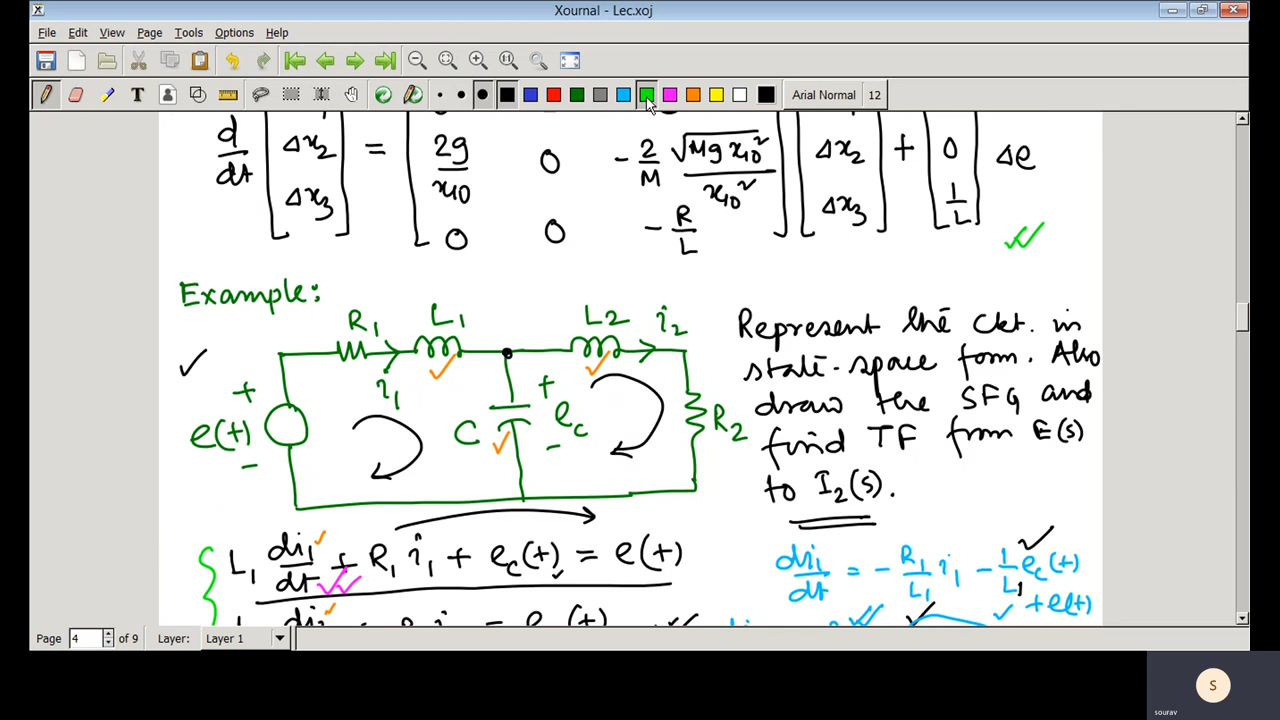 Xournal - Lec.xoj
File Edit View Page Tools Options Help
Arial Normal 12
d/dt [Δx2 Δx3] = [2g/x10 0 -2/M √(Mg x10²)/x10² ; 0 0 -R/L] [Δx2 Δx3] + [0 1/L] Δe
Example:
R1 L1 L2 i2
i1
+ e(t) -
C + ec -
R2
Represent the Ckt. in
state-space form. Also
draw the SFG and
find TF from E(s)
to I2(s).
L1 di1/dt + R1 i1 + ec(t) = e(t)
di1/dt = - R1/L1 i1 - 1/L1 ec(t)
+ e(t)
Page 4 of 9 Layer: Layer 1
S
sourav